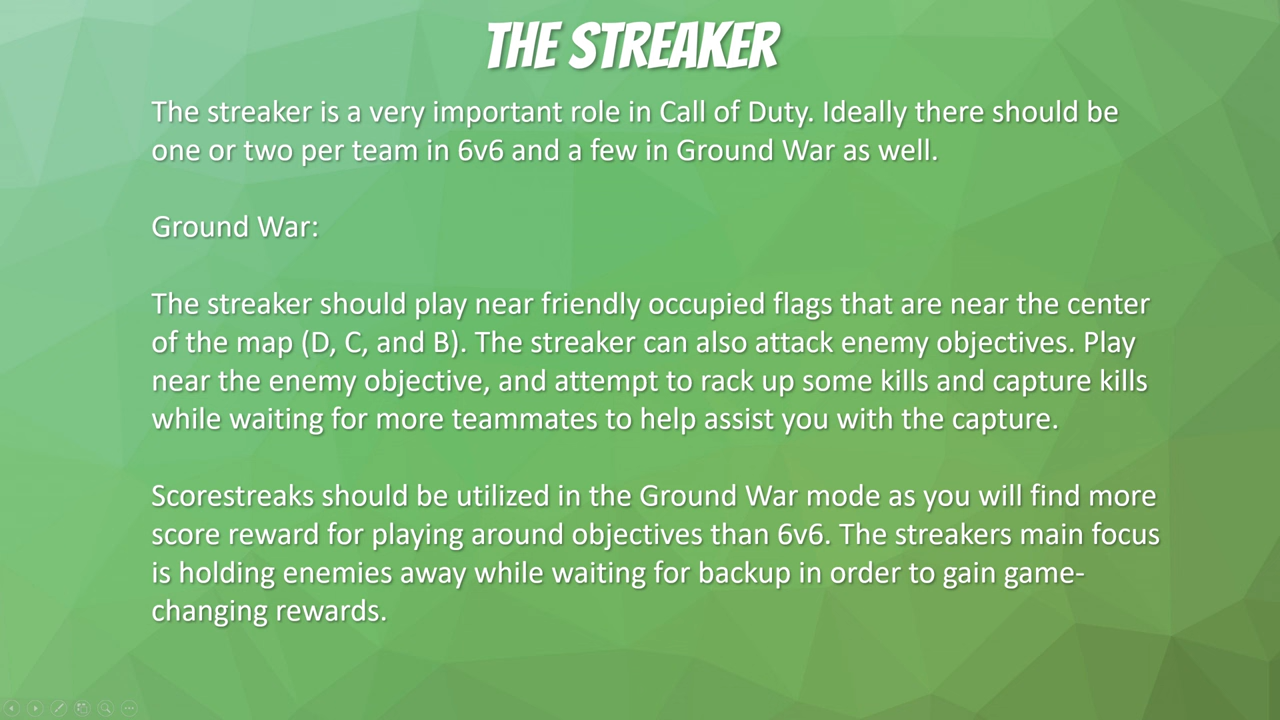 THE STREAKER
The streaker is a very important role in Call of Duty. Ideally there should be
one or two per team in 6v6 and a few in Ground War as well.
Ground War:
The streaker should play near friendly occupied flags that are near the center
of the map (D, C, and B). The streaker can also attack enemy objectives. Play
near the enemy objective, and attempt to rack up some kills and capture kills
while waiting for more teammates to help assist you with the capture.
Scorestreaks should be utilized in the Ground War mode as you will find more
score reward for playing around objectives than 6v6. The streakers main focus
is holding enemies away while waiting for backup in order to gain game-
changing rewards.